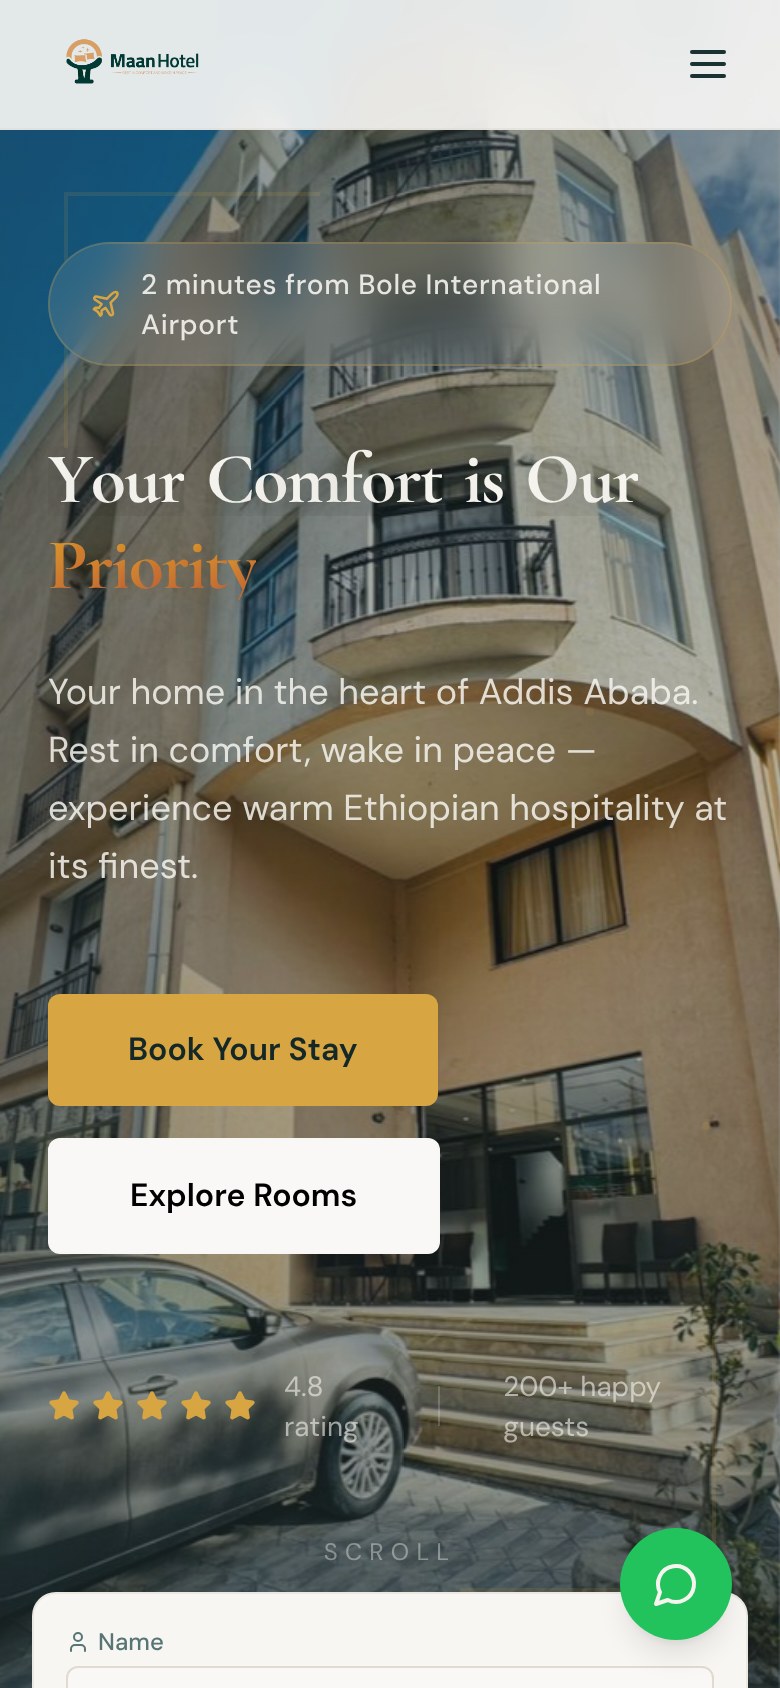 Maan Hotel
2 minutes from Bole International
Airport
Your Comfort is Our
Priority
Your home in the heart of Addis Ababa.
Rest in comfort, wake in peace —
experience warm Ethiopian hospitality at
its finest.
Book Your Stay
Explore Rooms
4.8
rating
200+ happy
guests
SCROLL
Name